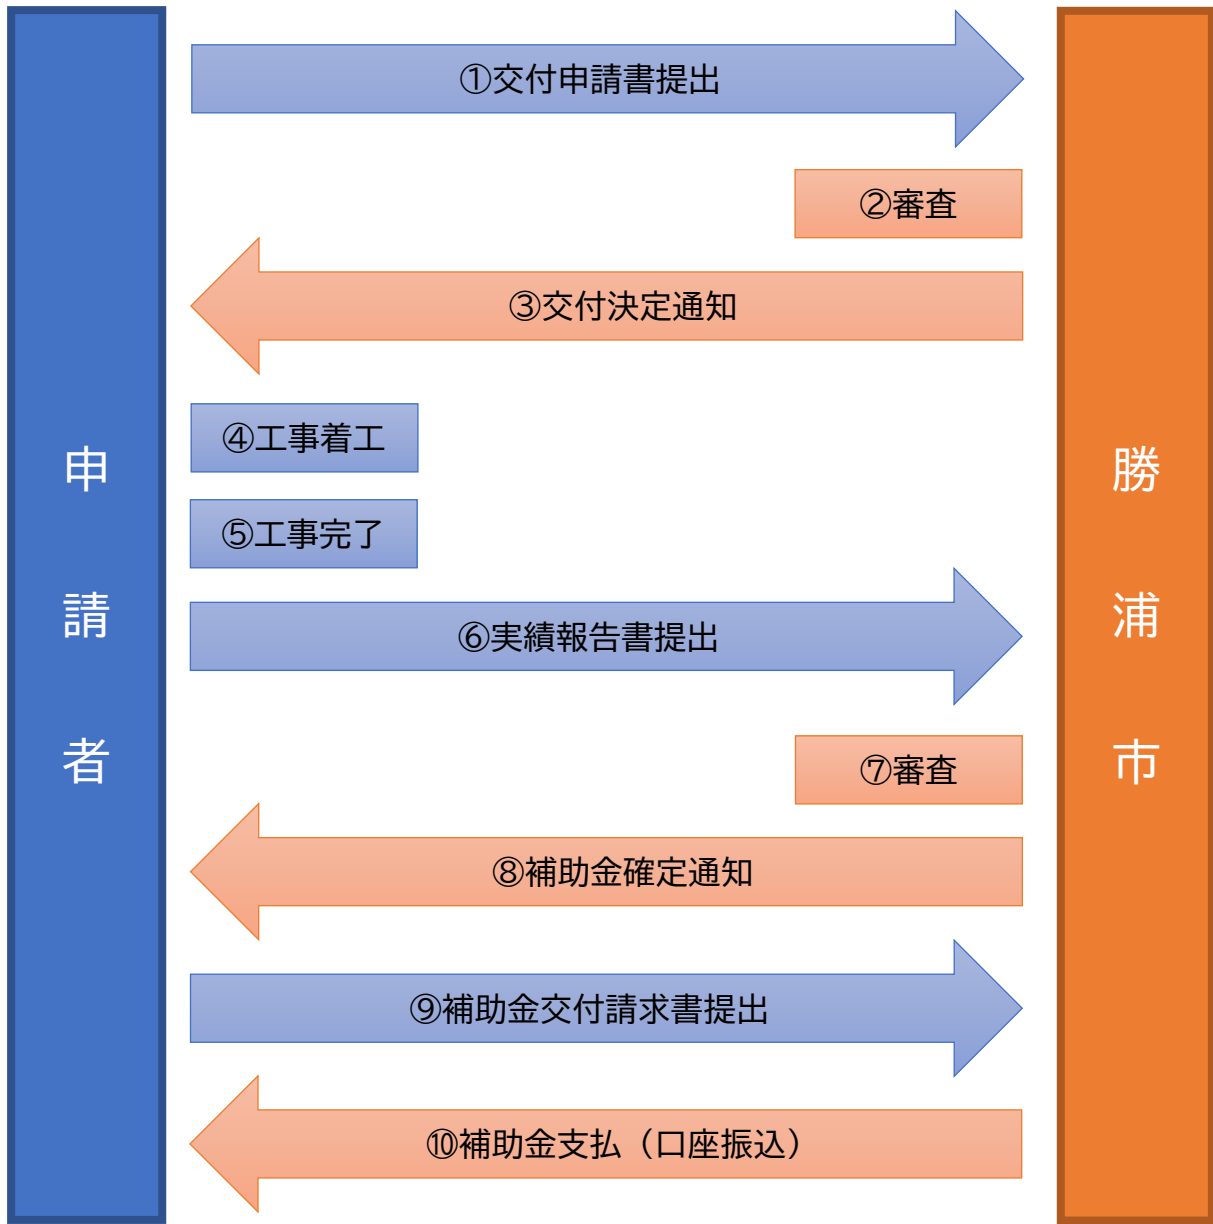 ①交付申請書提出
②審査
③交付決定通知
④工事着工
⑤工事完了
⑥実績報告書提出
⑦審査
⑧補助金確定通知
⑨補助金交付請求書提出
⑩補助金支払（口座振込）
申請者
勝浦市